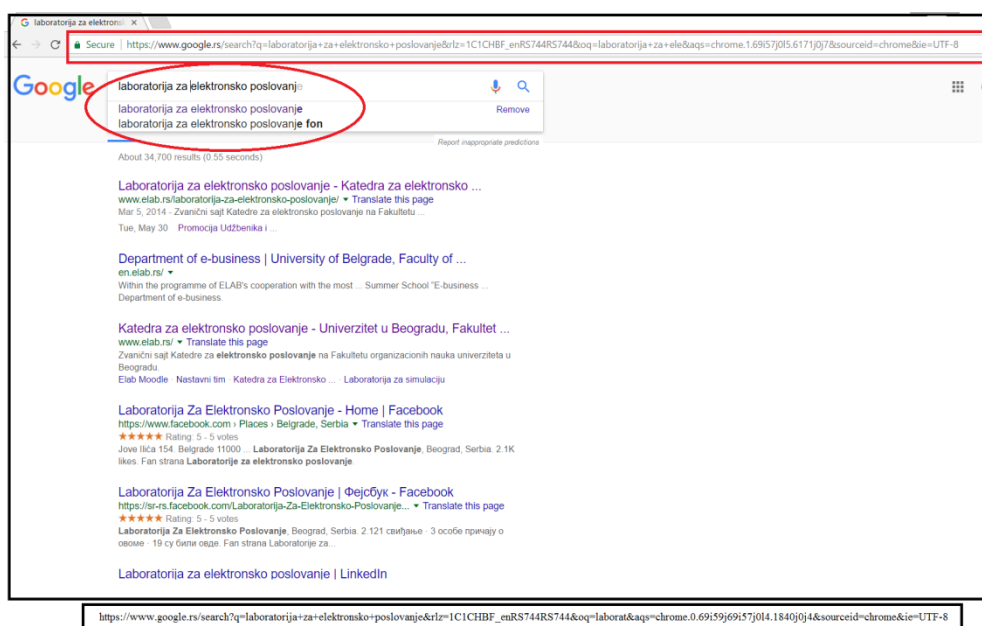 laboratorija za elektronsk
Secure | https://www.google.rs/search?q=laboratorija+za+elektronsko+poslovanje&rlz=1C1CHBF_enRS744RS744&oq=laboratorija+za+ele&aqs=chrome.1.69i57j0l5.6171j0j7&sourceid=chrome&ie=UTF-8
Google
laboratorija za elektronsko poslovanje
laboratorija za elektronsko poslovanje Remove
laboratorija za elektronsko poslovanje fon
Report inappropriate predictions
About 34,700 results (0.55 seconds)
Laboratorija za elektronsko poslovanje - Katedra za elektronsko ...
www.elab.rs/laboratorija-za-elektronsko-poslovanje/ ▼ Translate this page
Mar 5, 2014 - Zvanični sajt Katedre za elektronsko poslovanje na Fakultetu ...
Tue, May 30 Promocija Udžbenika i ...
Department of e-business | University of Belgrade, Faculty of ...
en.elab.rs/ ▼
Within the programme of ELAB's cooperation with the most ... Summer School "E-business ...
Department of e-business.
Katedra za elektronsko poslovanje - Univerzitet u Beogradu, Fakultet ...
www.elab.rs/ ▼ Translate this page
Zvanični sajt Katedre za elektronsko poslovanje na Fakultetu organizacionih nauka univerziteta u
Beogradu
Elab Moodle · Nastavni tim · Katedra za Elektronsko ... · Laboratorija za simulaciju
Laboratorija Za Elektronsko Poslovanje - Home | Facebook
https://www.facebook.com › Places › Belgrade, Serbia ▼ Translate this page
★★★★★ Rating: 5 - 5 votes
Jove Ilića 154. Belgrade 11000 ... Laboratorija Za Elektronsko Poslovanje, Beograd, Serbia. 2.1K
likes. Fan strana Laboratorije za elektronsko poslovanje.
Laboratorija Za Elektronsko Poslovanje | Фејсбук - Facebook
https://sr-rs.facebook.com/Laboratorija-Za-Elektronsko-Poslovanje... ▼ Translate this page
★★★★★ Rating: 5 - 5 votes
Laboratorija Za Elektronsko Poslovanje, Beograd, Serbia. 2.121 свиђање · 3 особе причају о
овоме · 19 су били овде. Fan strana Laboratorije za...
Laboratorija za elektronsko poslovanje | LinkedIn
https://www.google.rs/search?q=laboratorija+za+elektronsko+poslovanje&rlz=1C1CHBF_enRS744RS744&oq=laborat&aqs=chrome.0.69i59j69i57j0l4.1840j0j4&sourceid=chrome&ie=UTF-8